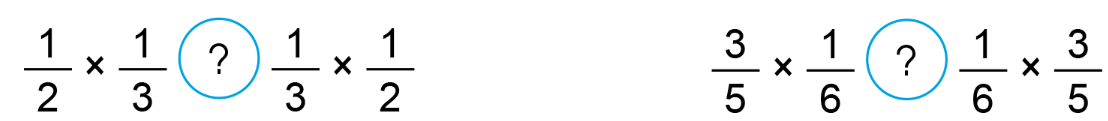 1/2 × 1/3 ? 1/3 × 1/2
3/5 × 1/6 ? 1/6 × 3/5